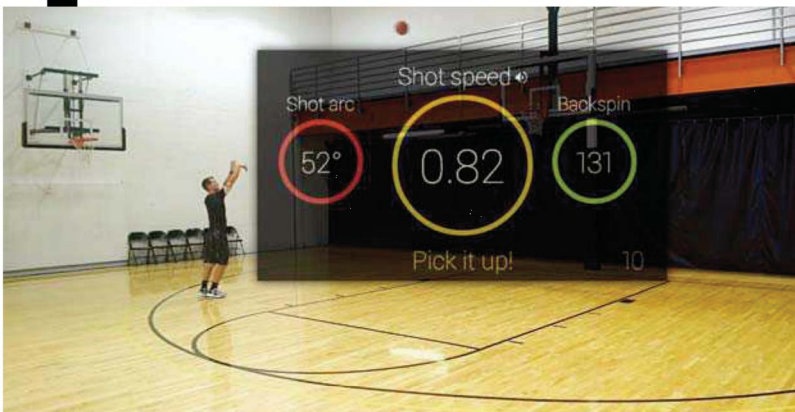 Shot speed
Shot arc
Backspin
52°
0.82
131
Pick it up!
10